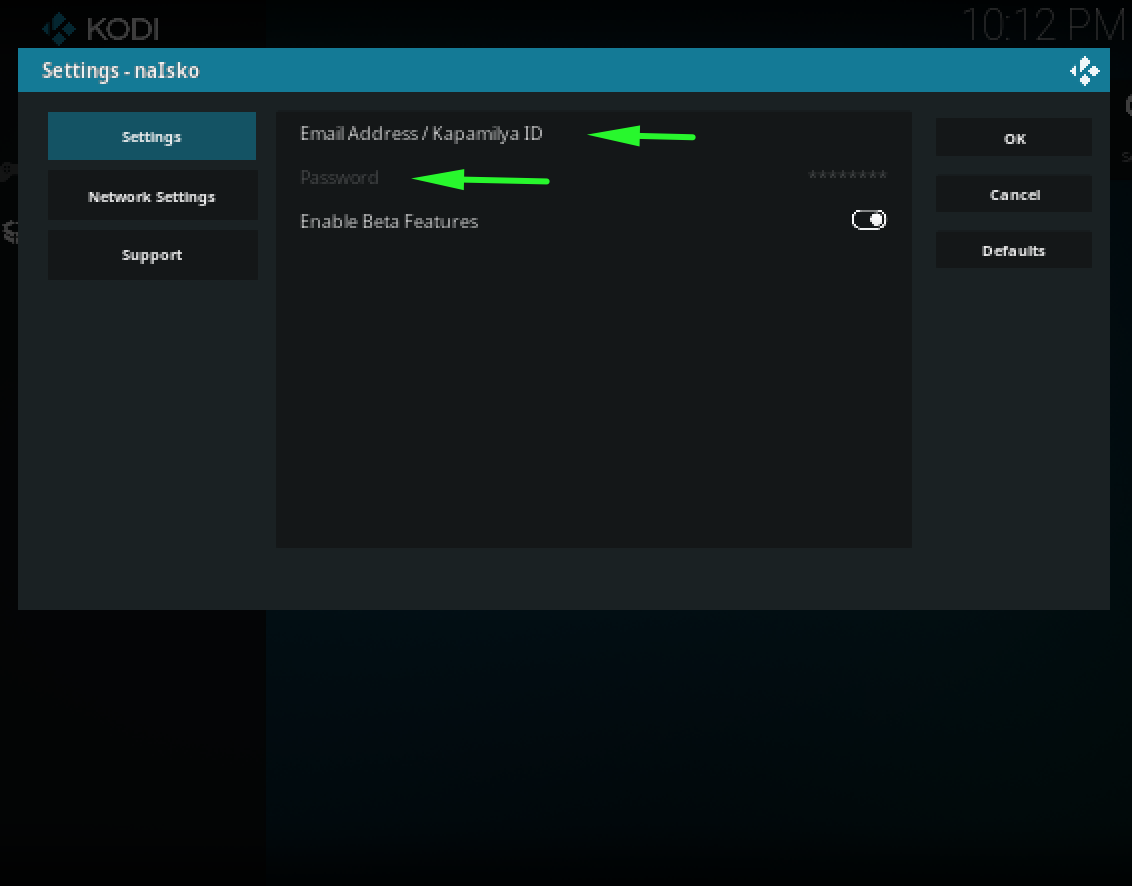 KODI
10:12 PM
Settings - naIsko
Settings
Network Settings
Support
Email Address / Kapamilya ID
Password
********
Enable Beta Features
OK
Cancel
Defaults